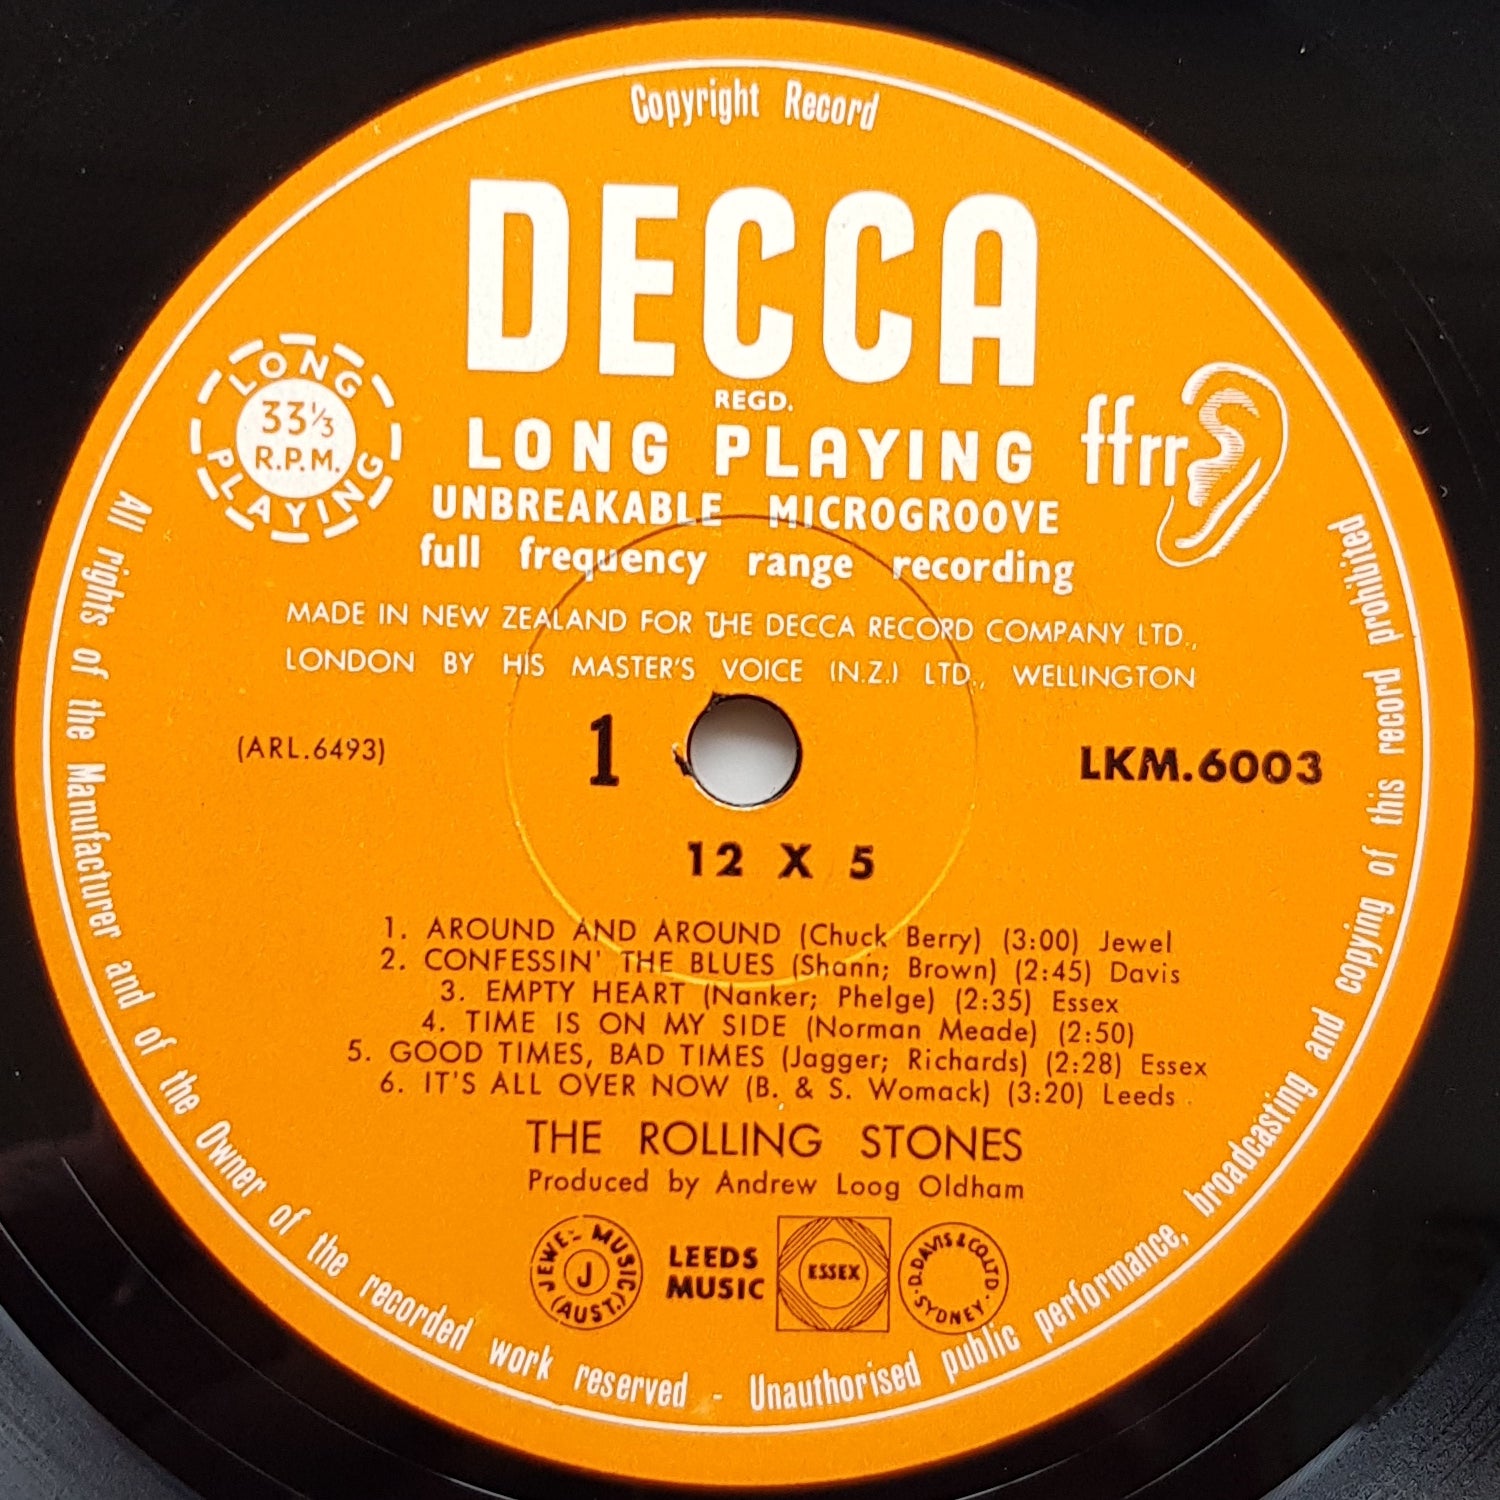 Copyright Record
DECCA
REGD.
LONG PLAYING
33⅓
R.P.M.
LONG PLAYING
ffrr
UNBREAKABLE MICROGROOVE
full frequency range recording
MADE IN NEW ZEALAND FOR THE DECCA RECORD COMPANY LTD.,
LONDON BY HIS MASTER'S VOICE (N.Z.) LTD., WELLINGTON
(ARL.6493)
1
LKM.6003
12 X 5
1. AROUND AND AROUND (Chuck Berry) (3:00) Jewel
2. CONFESSIN' THE BLUES (Shann; Brown) (2:45) Davis
3. EMPTY HEART (Nanker; Phelge) (2:35) Essex
4. TIME IS ON MY SIDE (Norman Meade) (2:50)
5. GOOD TIMES, BAD TIMES (Jagger; Richards) (2:28) Essex
6. IT'S ALL OVER NOW (B. & S. Womack) (3:20) Leeds
THE ROLLING STONES
Produced by Andrew Loog Oldham
JEWEL MUSIC (AUST.)
J
LEEDS
MUSIC
ESSEX
D. DAVIS & CO. LTD.
SYDNEY
All rights of the Manufacturer and of the Owner of the recorded work reserved - Unauthorised public performance, broadcasting and copying of this record prohibited